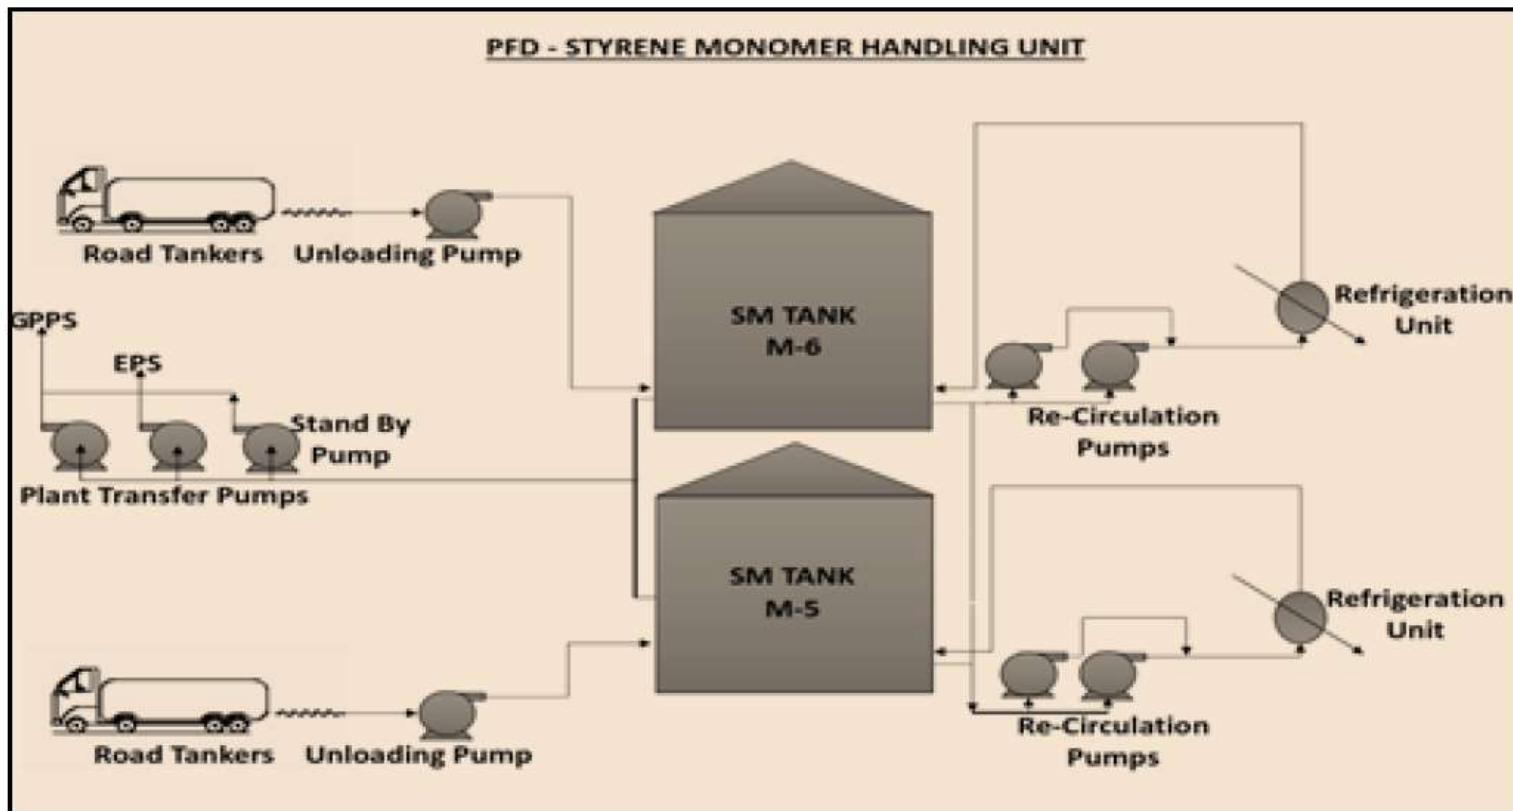 PFD - STYRENE MONOMER HANDLING UNIT
Road Tankers
Unloading Pump
SM TANK
M-6
Refrigeration
Unit
Re-Circulation
Pumps
GPPS
EPS
Stand By
Pump
Plant Transfer Pumps
SM TANK
M-5
Refrigeration
Unit
Re-Circulation
Pumps
Road Tankers
Unloading Pump